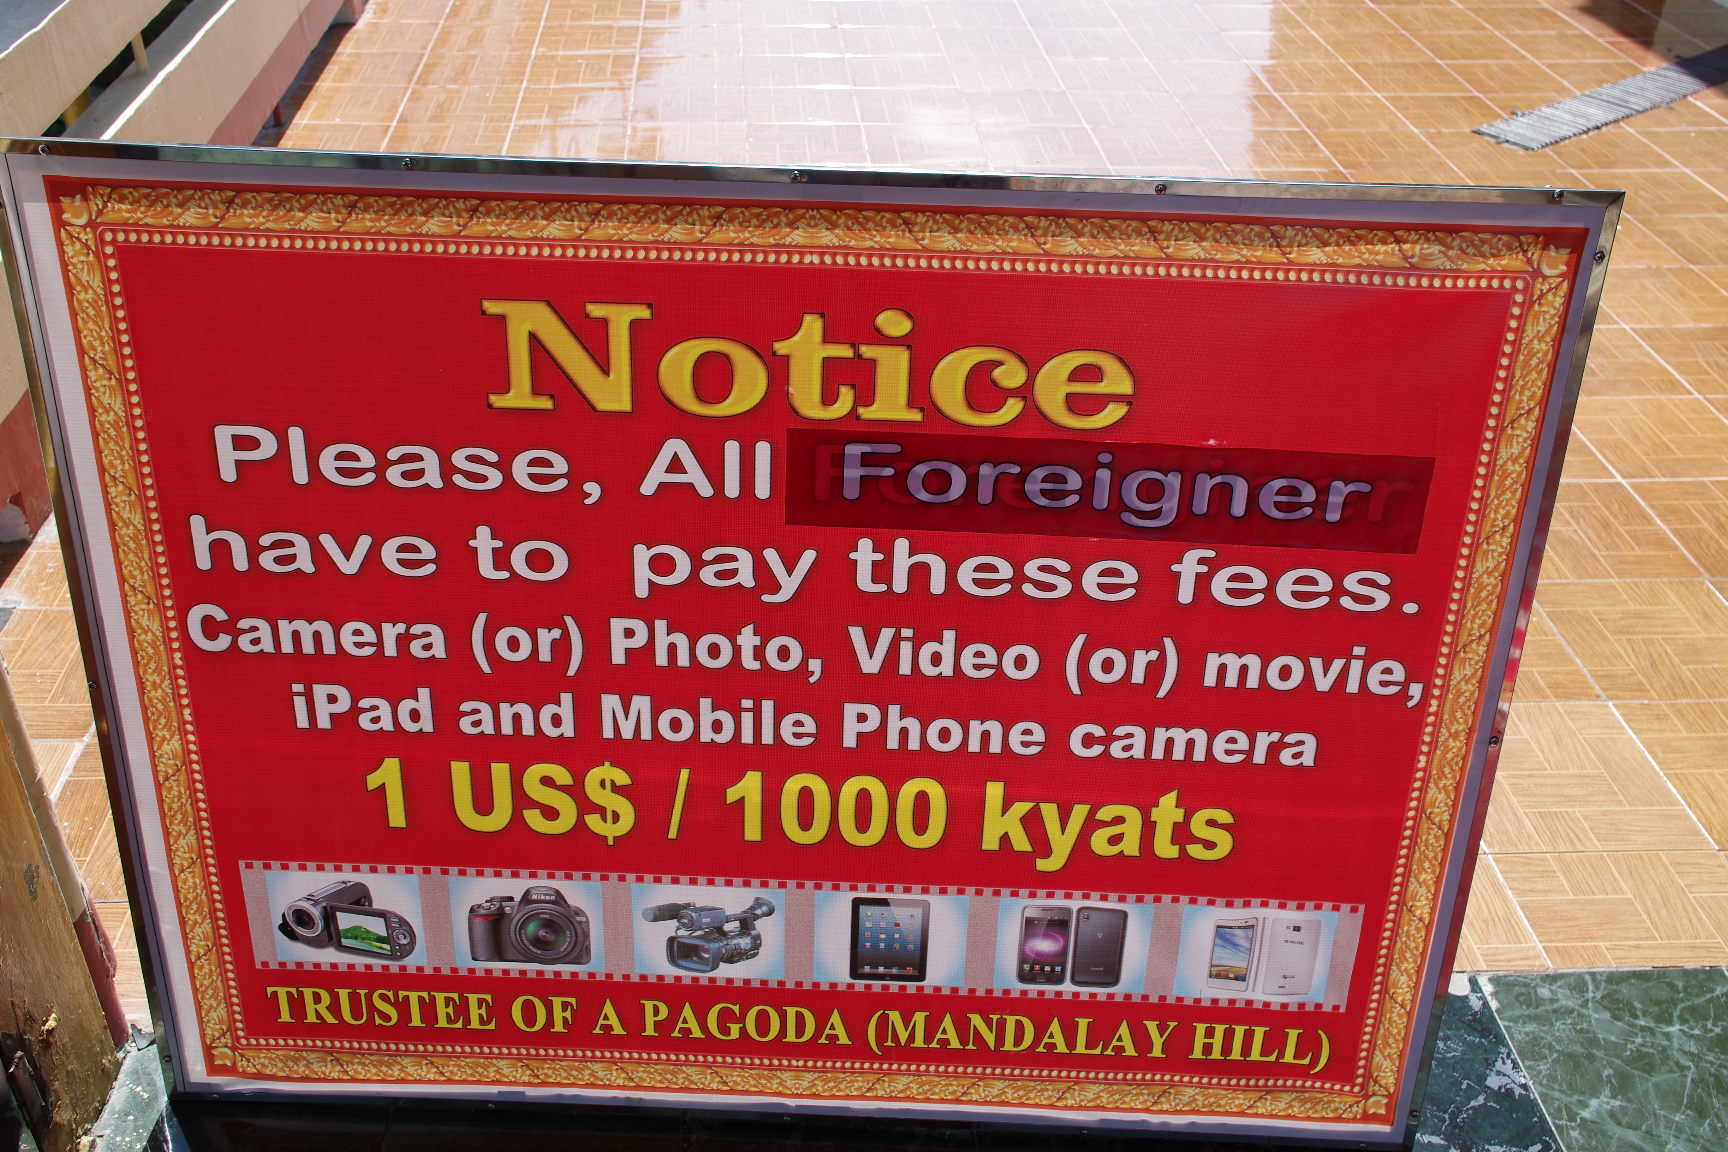 Notice
Please, All Foreigner
have to pay these fees.
Camera (or) Photo, Video (or) movie,
iPad and Mobile Phone camera
1 US$ / 1000 kyats
Nikon
TRUSTEE OF A PAGODA (MANDALAY HILL)